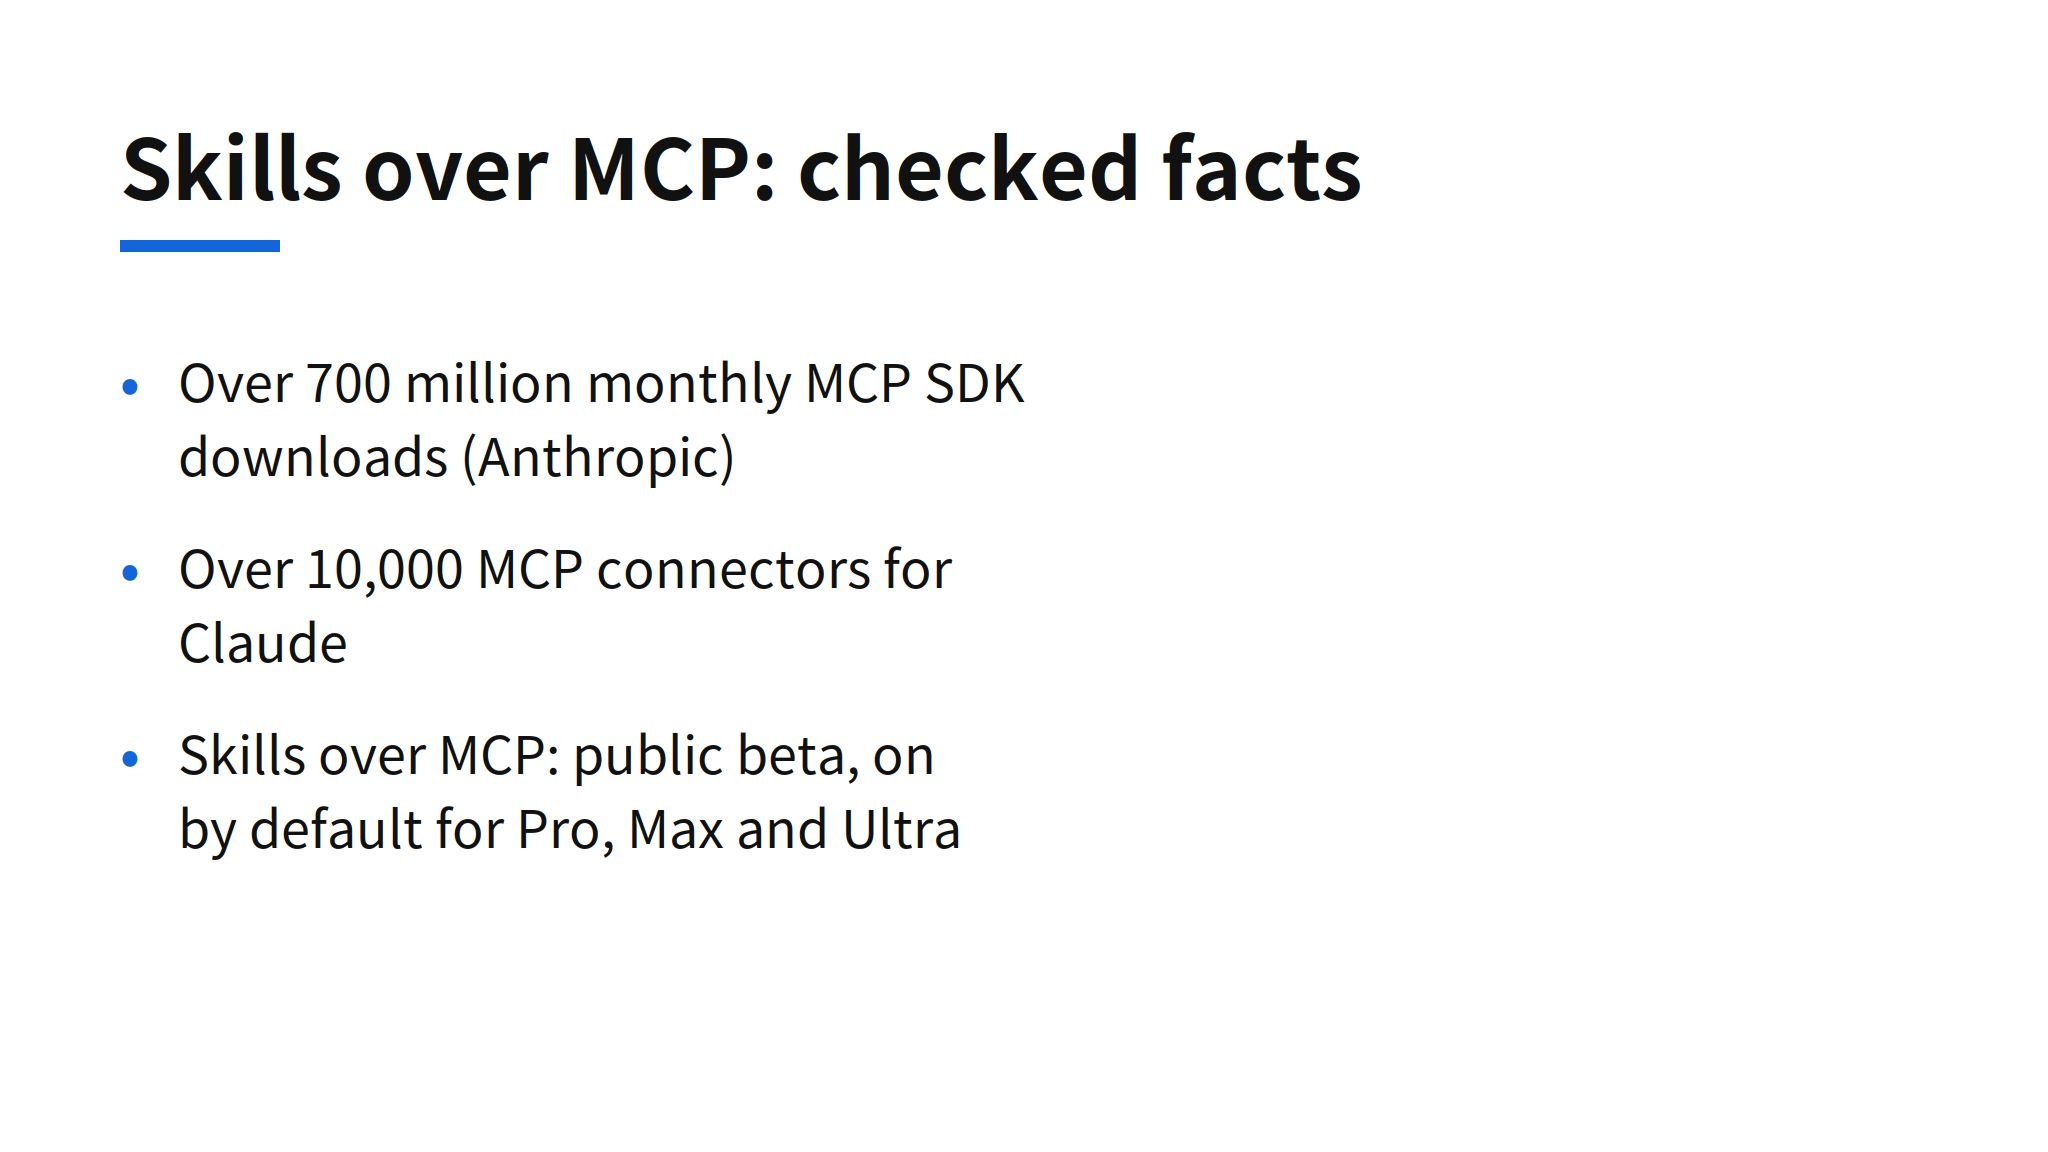 Skills over MCP: checked facts
• Over 700 million monthly MCP SDK
downloads (Anthropic)
• Over 10,000 MCP connectors for
Claude
• Skills over MCP: public beta, on
by default for Pro, Max and Ultra